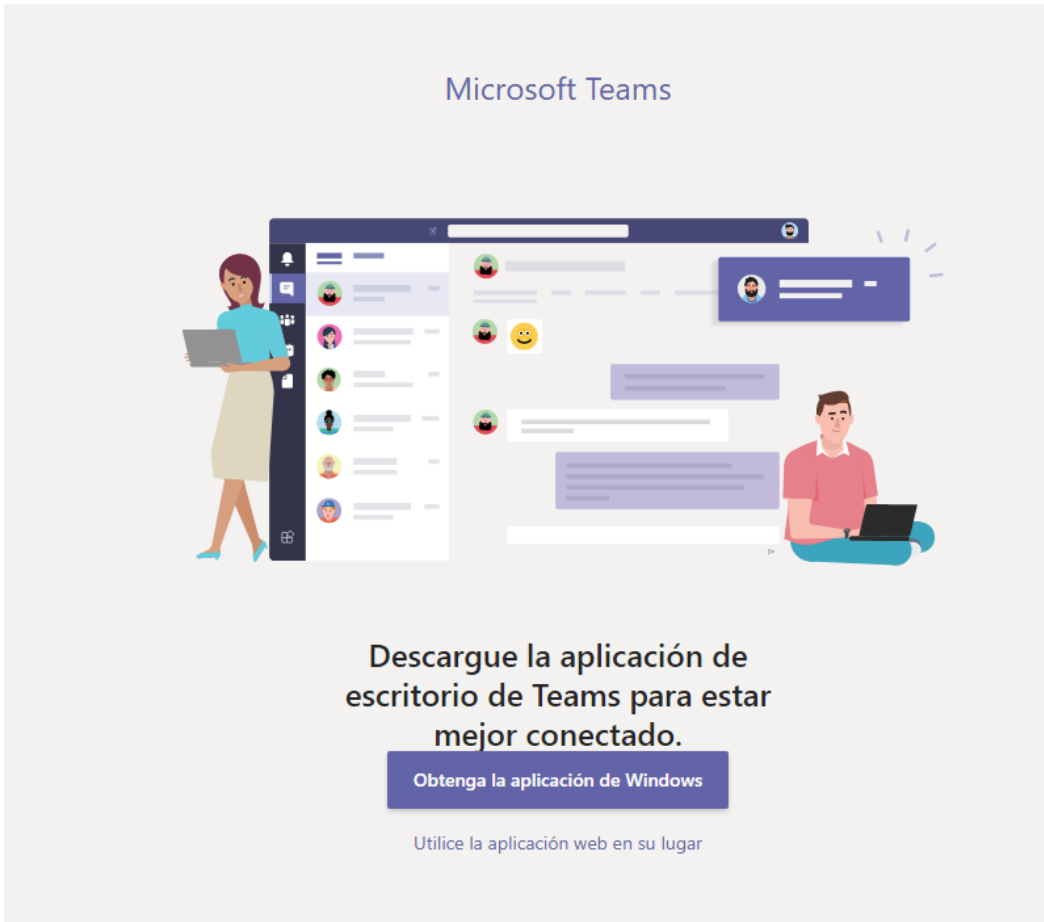 Microsoft Teams
Descargue la aplicación de
escritorio de Teams para estar
mejor conectado.
Obtenga la aplicación de Windows
Utilice la aplicación web en su lugar